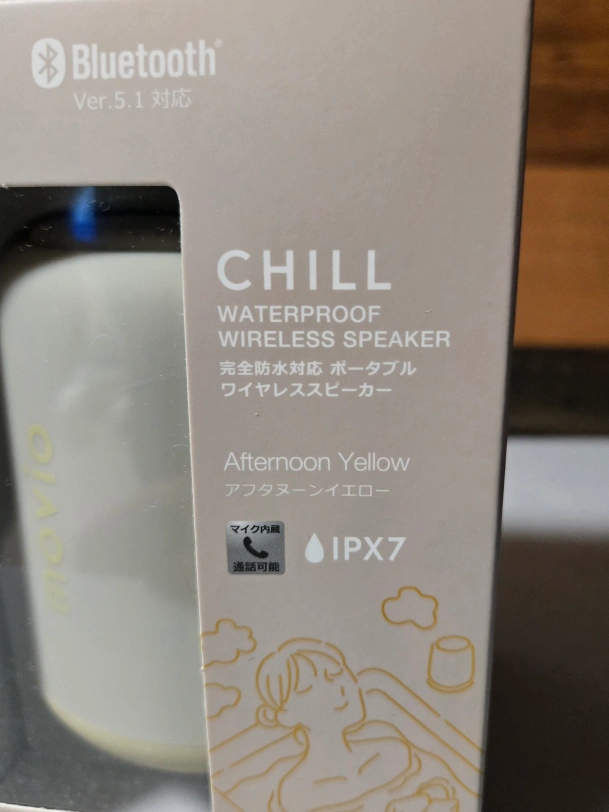 Bluetooth®
Ver.5.1 対応
CHILL
WATERPROOF
WIRELESS SPEAKER
完全防水対応 ポータブル
ワイヤレススピーカー
Afternoon Yellow
アフタヌーンイエロー
マイク内蔵
通話可能
IPX7
MOVIO